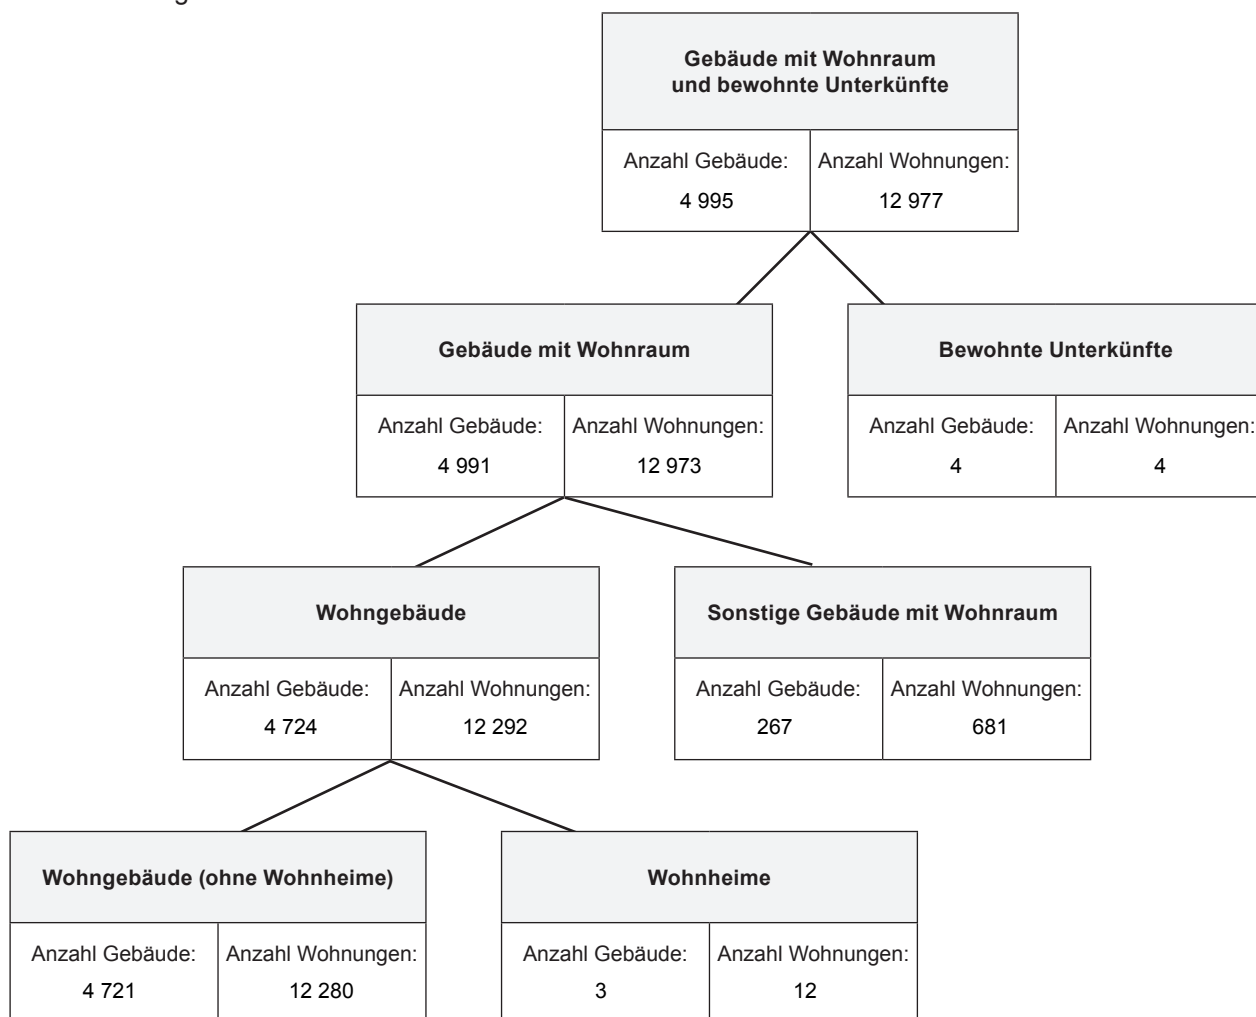 Gebäude mit Wohnraum
und bewohnte Unterkünfte
Anzahl Gebäude: Anzahl Wohnungen:
4 995 12 977
Gebäude mit Wohnraum Bewohnte Unterkünfte
Anzahl Gebäude: Anzahl Wohnungen: Anzahl Gebäude: Anzahl Wohnungen:
4 991 12 973 4 4
Wohngebäude Sonstige Gebäude mit Wohnraum
Anzahl Gebäude: Anzahl Wohnungen: Anzahl Gebäude: Anzahl Wohnungen:
4 724 12 292 267 681
Wohngebäude (ohne Wohnheime) Wohnheime
Anzahl Gebäude: Anzahl Wohnungen: Anzahl Gebäude: Anzahl Wohnungen:
4 721 12 280 3 12